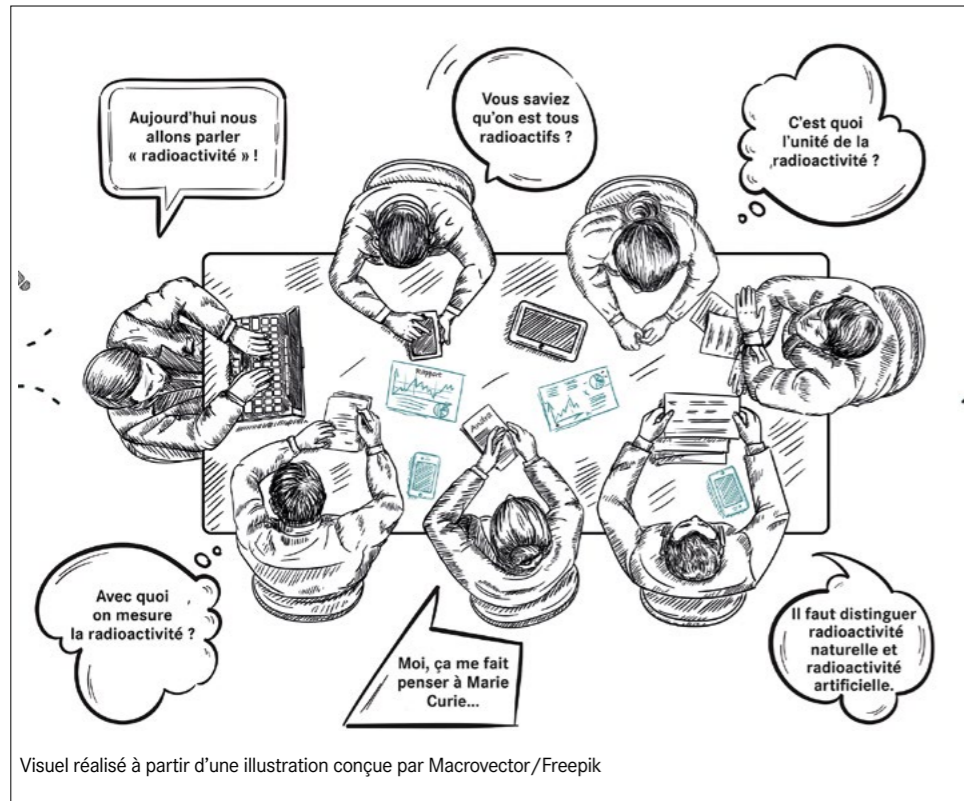 Aujourd'hui nous
allons parler
« radioactivité » !
Vous saviez
qu'on est tous
radioactifs ?
C'est quoi
l'unité de la
radioactivité ?
Rapport
Andra
Avec quoi
on mesure
la radioactivité ?
Moi, ça me fait
penser à Marie
Curie...
Il faut distinguer
radioactivité
naturelle et
radioactivité
artificielle.
Visuel réalisé à partir d'une illustration conçue par Macrovector/Freepik